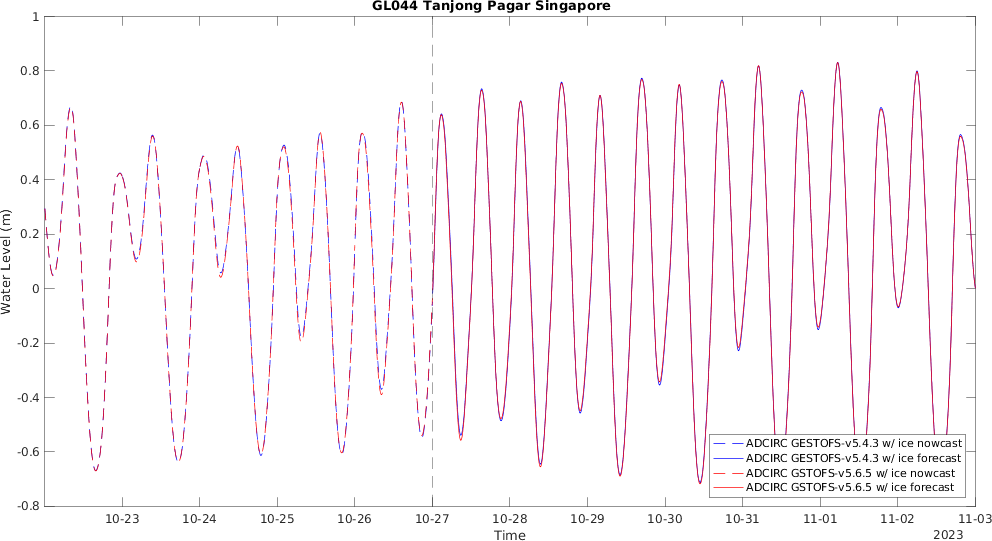 GL044 Tanjong Pagar Singapore
1
0.8
0.6
0.4
0.2
0
-0.2
-0.4
-0.6
-0.8
Water Level (m)
ADCIRC GESTOFS-v5.4.3 w/ ice nowcast
ADCIRC GESTOFS-v5.4.3 w/ ice forecast
ADCIRC GSTOFS-v5.6.5 w/ ice nowcast
ADCIRC GSTOFS-v5.6.5 w/ ice forecast
10-23 10-24 10-25 10-26 10-27 10-28 10-29 10-30 10-31 11-01 11-02 11-03
Time
2023